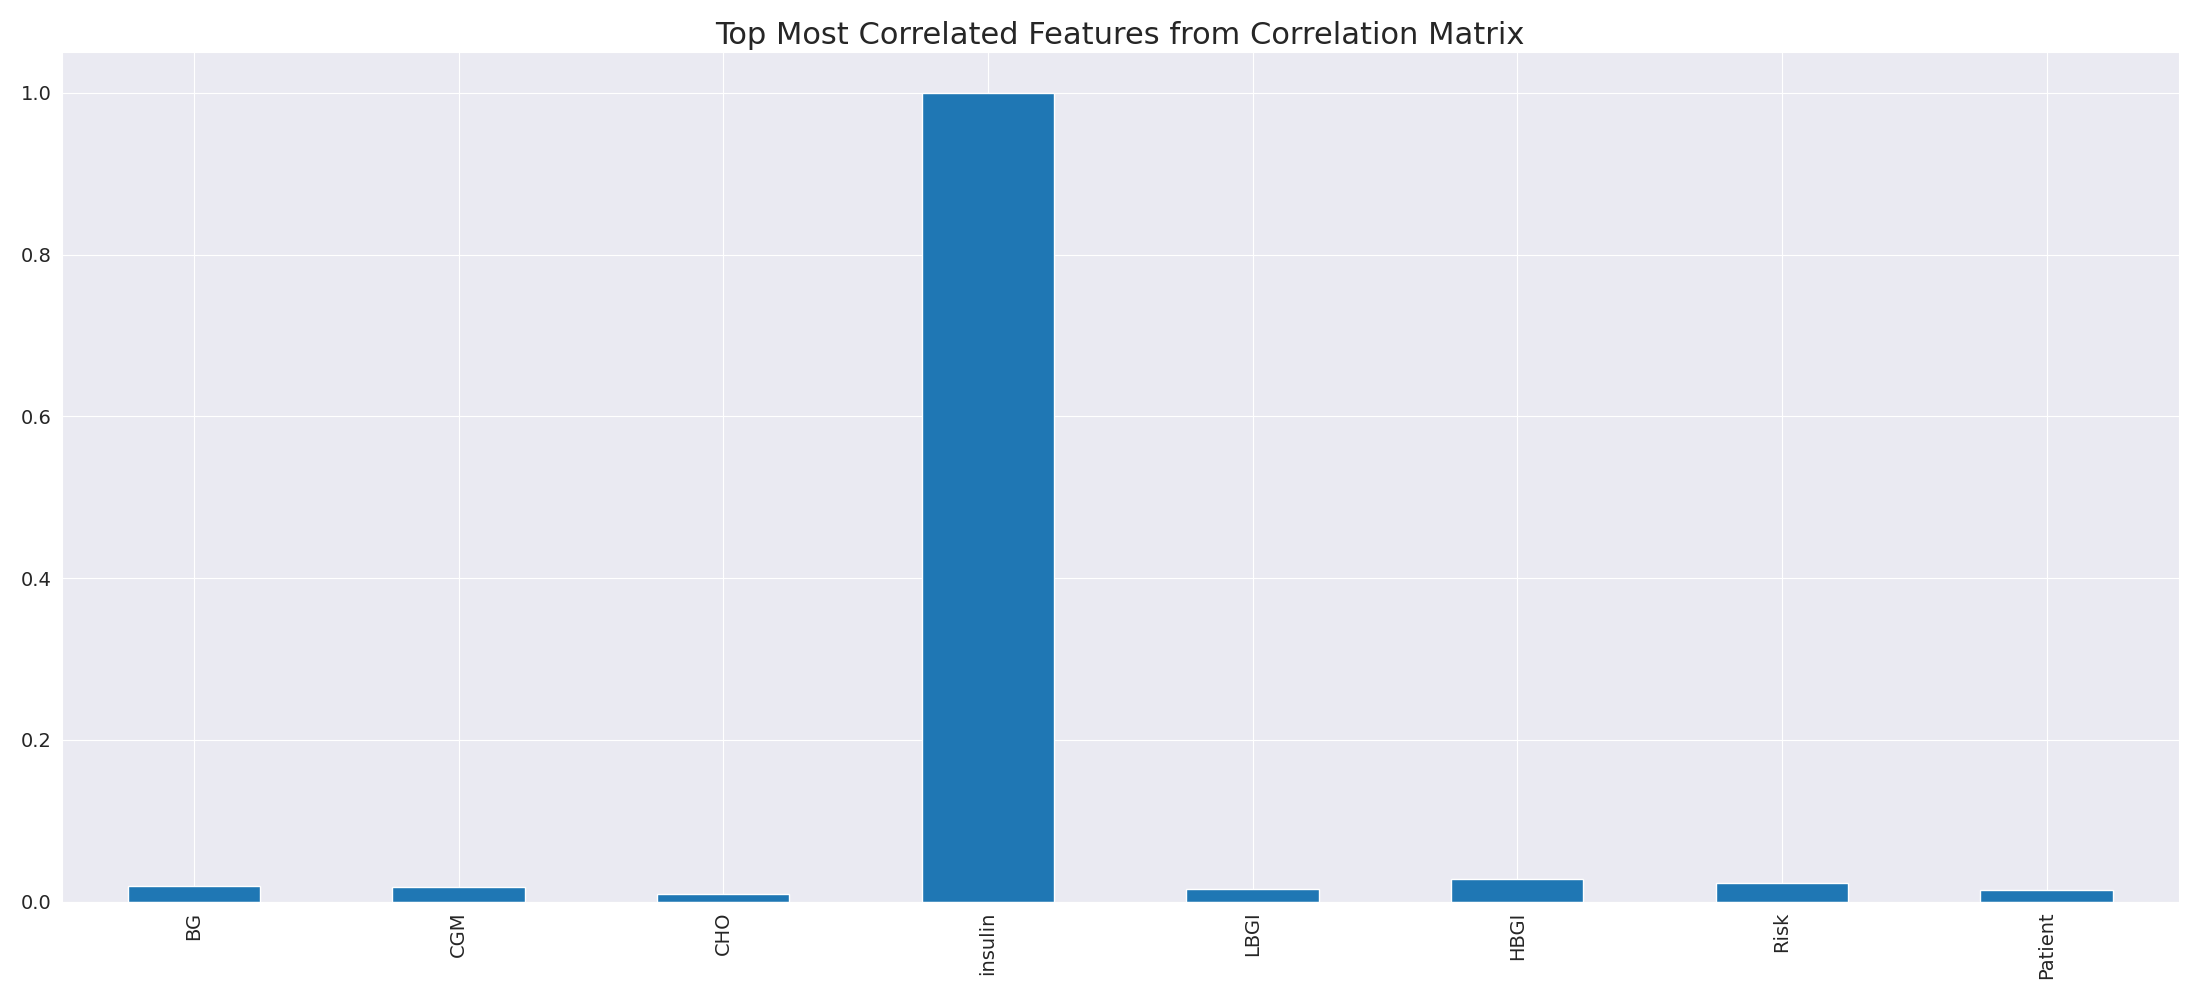 Top Most Correlated Features from Correlation Matrix
1.0
0.8
0.6
0.4
0.2
0.0
BG
CGM
CHO
insulin
LBGI
HBGI
Risk
Patient